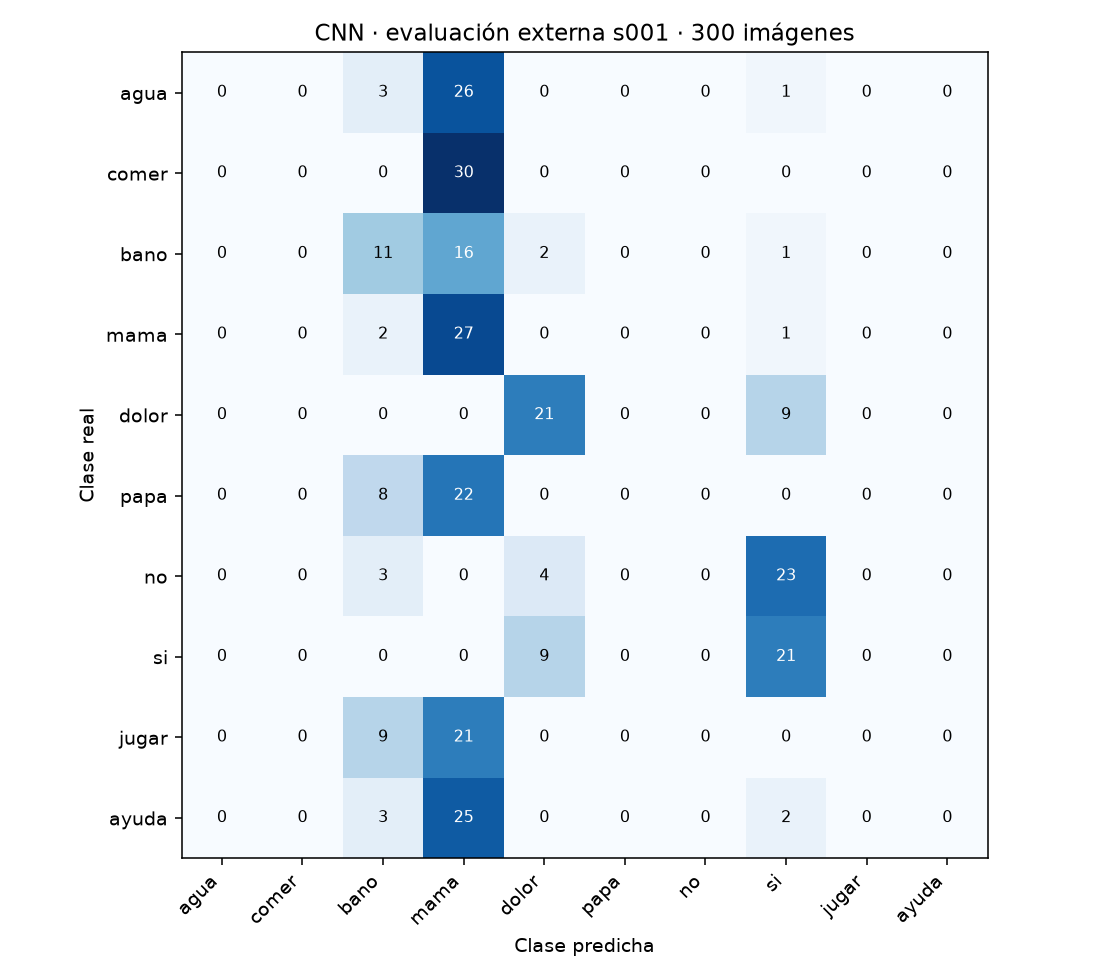 CNN · evaluación externa s001 · 300 imágenes
agua 0 0 3 26 0 0 0 1 0 0
comer 0 0 0 30 0 0 0 0 0 0
bano 0 0 11 16 2 0 0 1 0 0
mama 0 0 2 27 0 0 0 1 0 0
dolor 0 0 0 0 21 0 0 9 0 0
Clase real
papa 0 0 8 22 0 0 0 0 0 0
no 0 0 3 0 4 0 0 23 0 0
si 0 0 0 0 9 0 0 21 0 0
jugar 0 0 9 21 0 0 0 0 0 0
ayuda 0 0 3 25 0 0 0 2 0 0
agua comer bano mama dolor papa no si jugar ayuda
Clase predicha